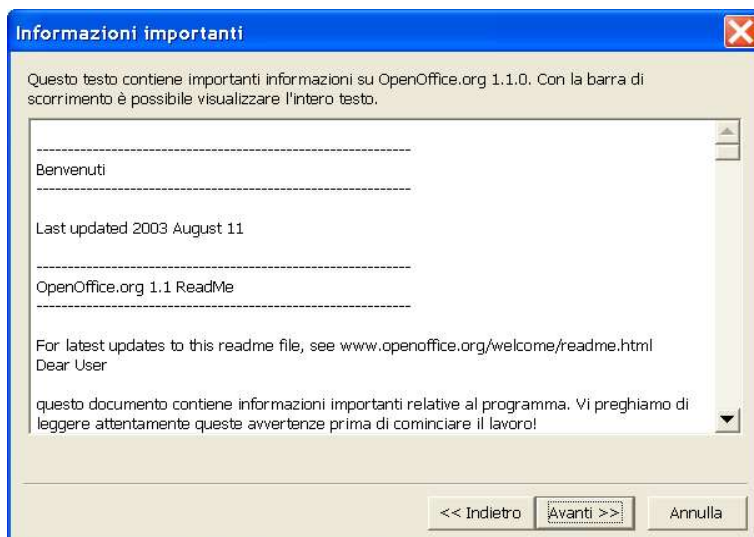 Informazioni importanti
Questo testo contiene importanti informazioni su OpenOffice.org 1.1.0. Con la barra di
scorrimento è possibile visualizzare l'intero testo.
------------------------------------------------------------
Benvenuti
------------------------------------------------------------
Last updated 2003 August 11
------------------------------------------------------------
OpenOffice.org 1.1 ReadMe
------------------------------------------------------------
For latest updates to this readme file, see www.openoffice.org/welcome/readme.html
Dear User
questo documento contiene informazioni importanti relative al programma. Vi preghiamo di
leggere attentamente queste avvertenze prima di cominciare il lavoro!
<< Indietro Avanti >> Annulla